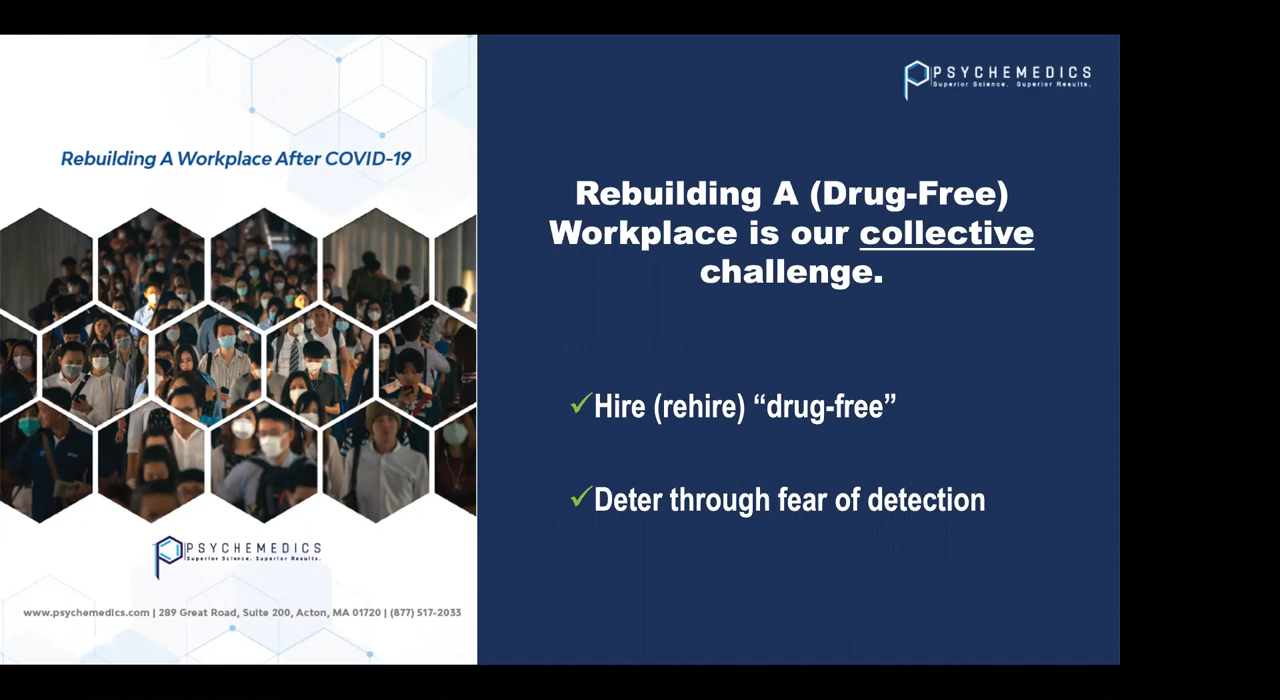 Rebuilding A Workplace After COVID-19
PSYCHEMEDICS
Superior Science. Superior Results.
www.psychemedics.com | 289 Great Road, Suite 200, Acton, MA 01720 | (877) 517-2033
PSYCHEMEDICS
Superior Science. Superior Results.
Rebuilding A (Drug-Free)
Workplace is our collective
challenge.
✓Hire (rehire) “drug-free”
✓Deter through fear of detection